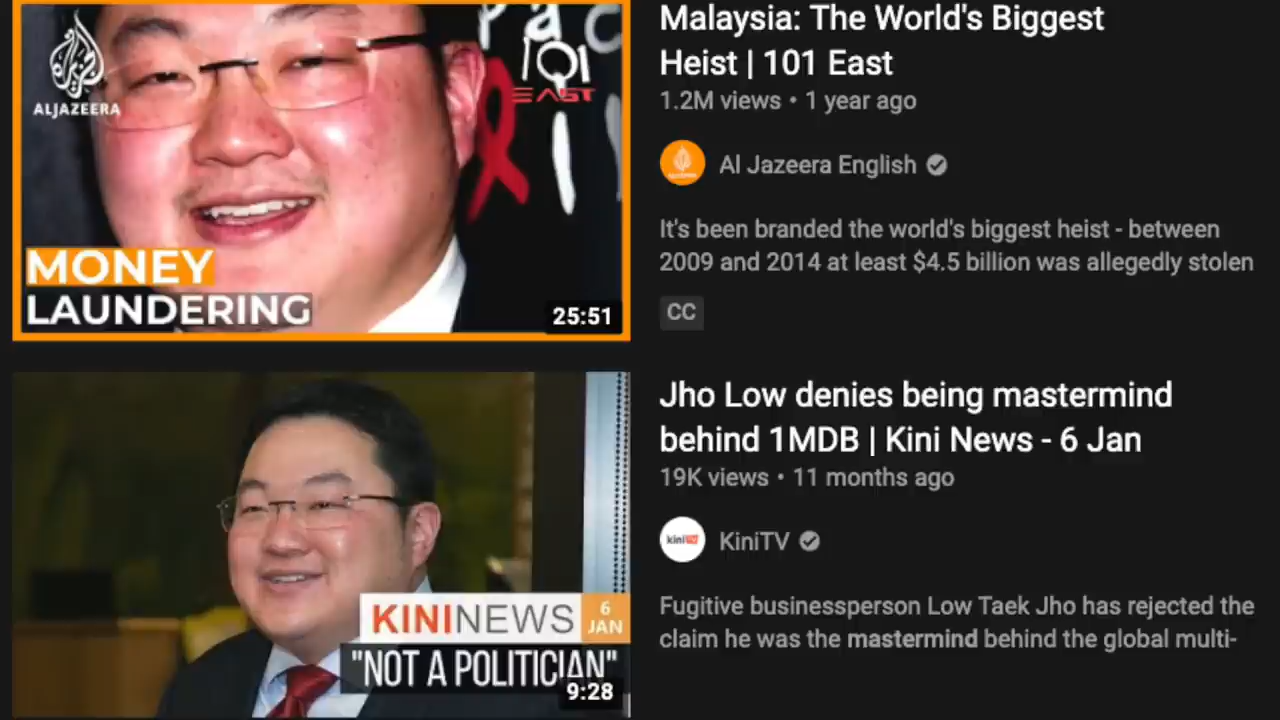 Malaysia: The World's Biggest
Heist | 101 East
1.2M views • 1 year ago
Al Jazeera English
It's been branded the world's biggest heist - between
2009 and 2014 at least $4.5 billion was allegedly stolen
CC
ALJAZEERA
101
EAST
MONEY
LAUNDERING
25:51
Jho Low denies being mastermind
behind 1MDB | Kini News - 6 Jan
19K views • 11 months ago
kiniTV
KiniTV
Fugitive businessperson Low Taek Jho has rejected the
claim he was the mastermind behind the global multi-
KININEWS
6
JAN
"NOT A POLITICIAN"
9:28